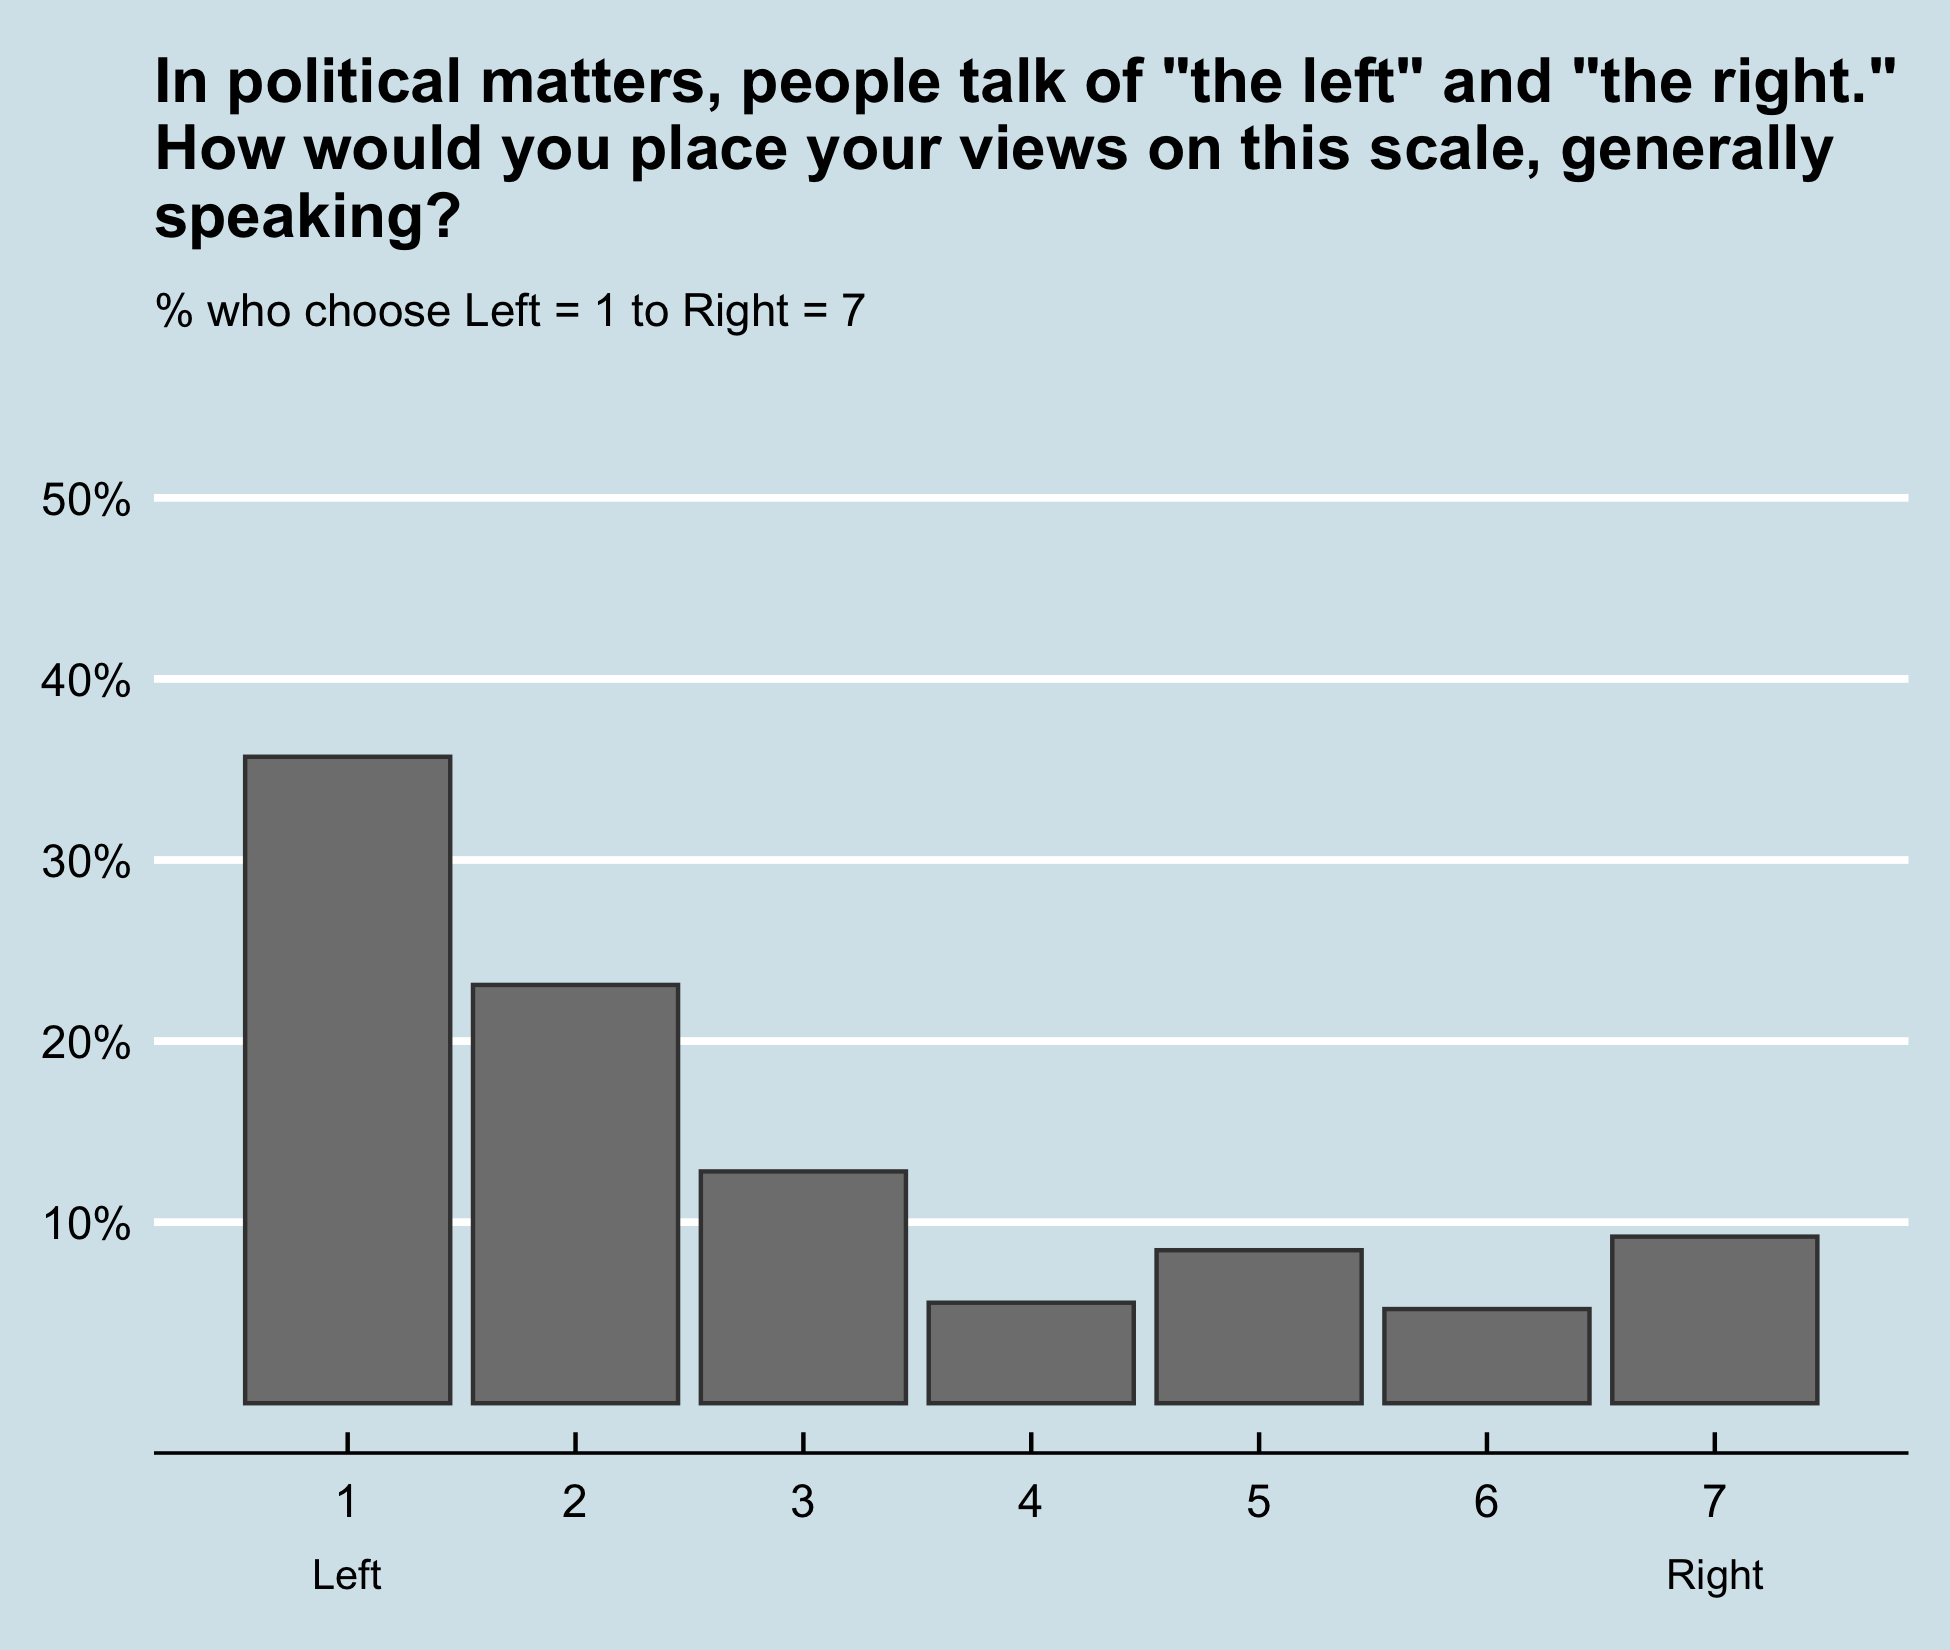 In political matters, people talk of "the left" and "the right."
How would you place your views on this scale, generally
speaking?
% who choose Left = 1 to Right = 7
50%
40%
30%
20%
10%
1 2 3 4 5 6 7
Left Right